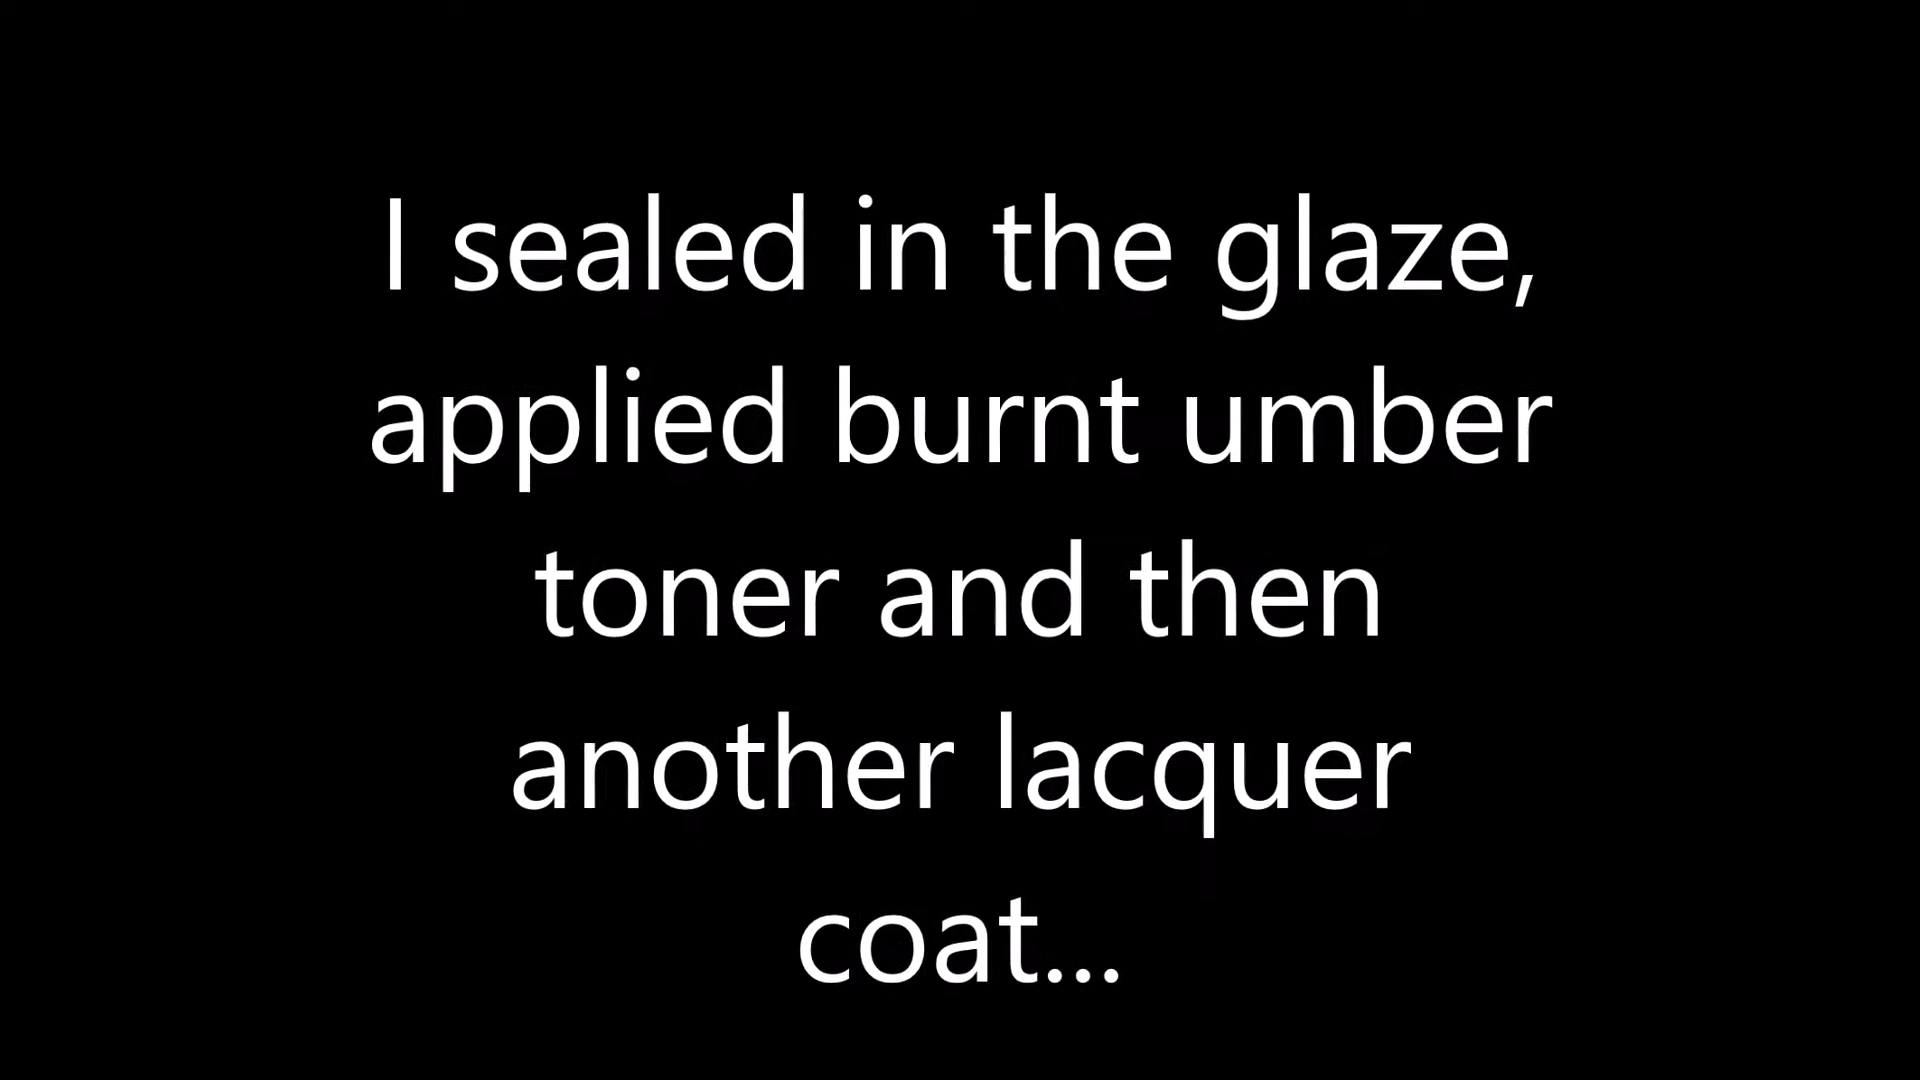 I sealed in the glaze,
applied burnt umber
toner and then
another lacquer
coat...